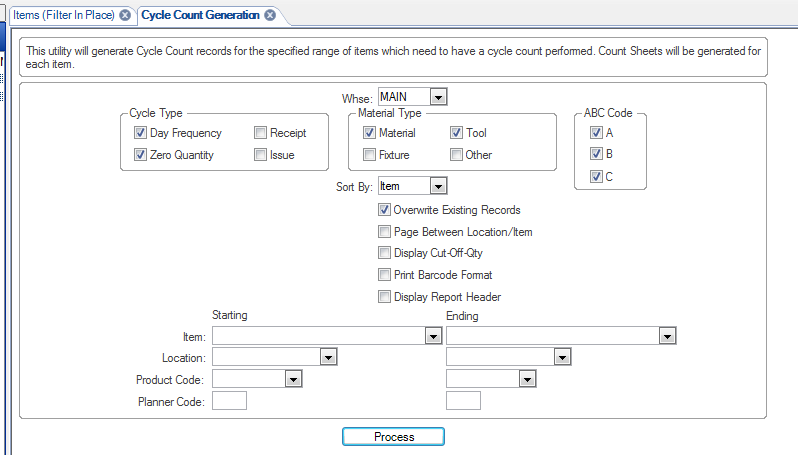 Items (Filter In Place) Cycle Count Generation
This utility will generate Cycle Count records for the specified range of items which need to have a cycle count performed. Count Sheets will be generated for
each item.
Whse: MAIN
Cycle Type Material Type ABC Code
Day Frequency Receipt Material Tool A
Zero Quantity Issue Fixture Other B
C
Sort By: Item
Overwrite Existing Records
Page Between Location/Item
Display Cut-Off-Qty
Print Barcode Format
Display Report Header
Starting Ending
Item:
Location:
Product Code:
Planner Code:
Process